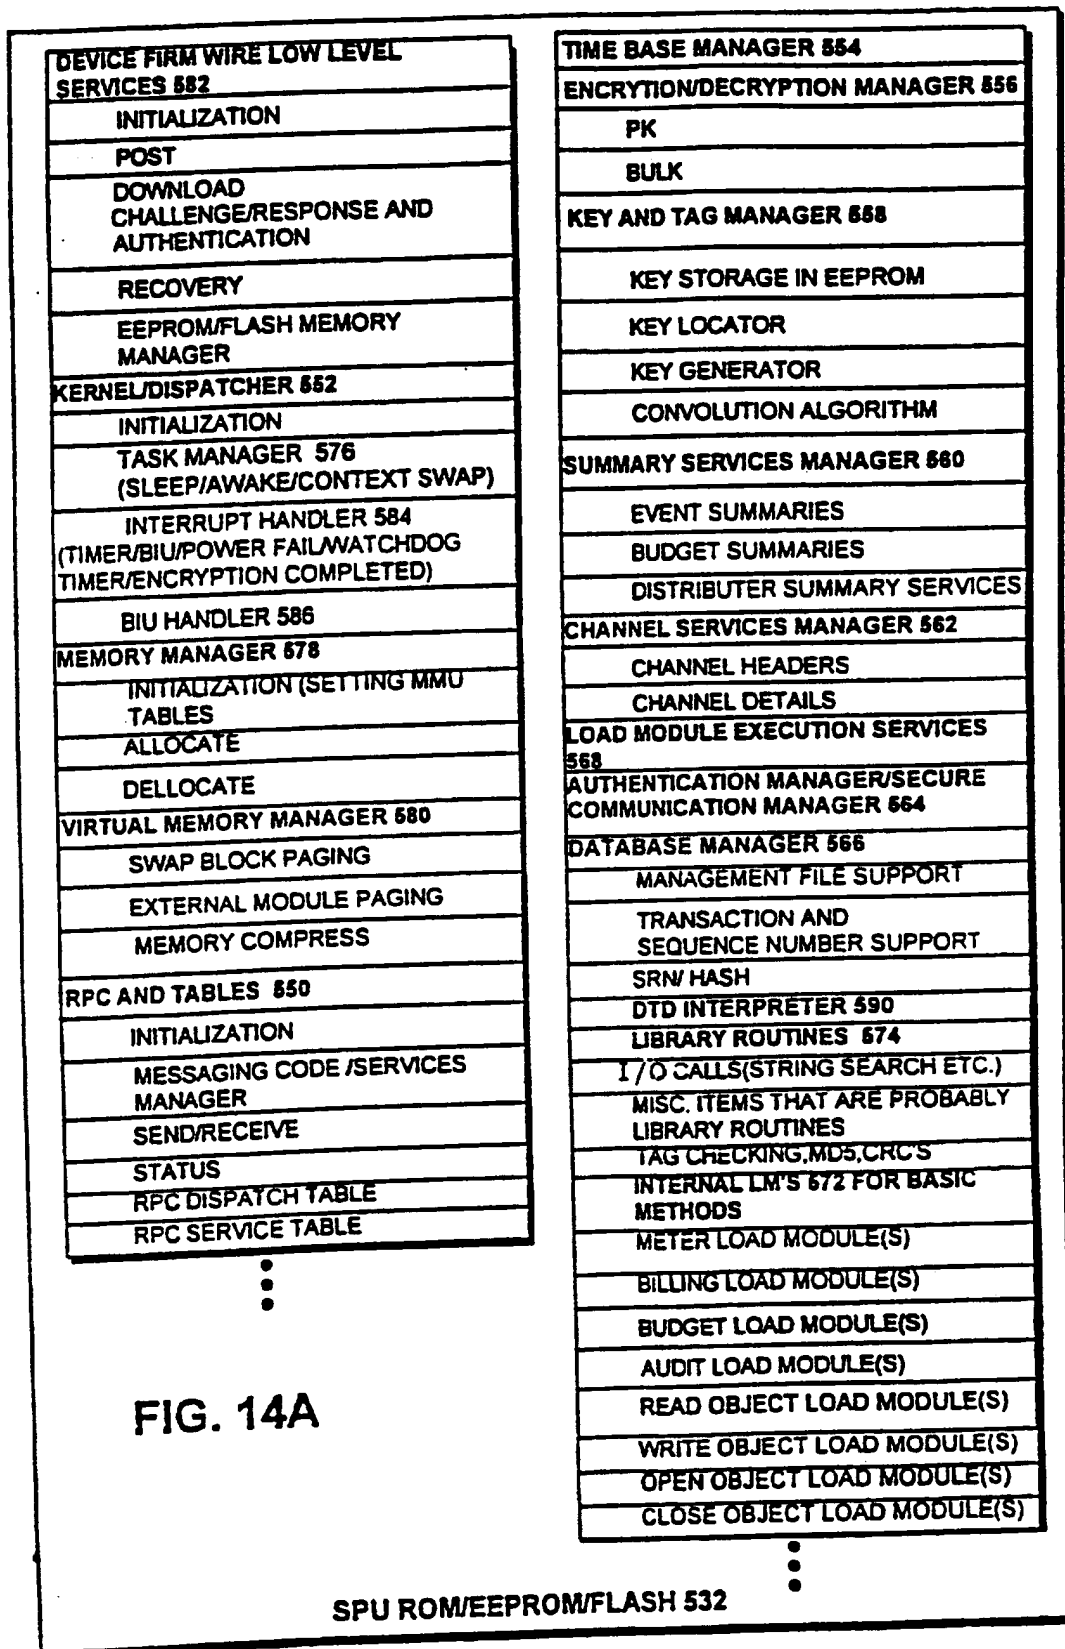 DEVICE FIRM WIRE LOW LEVEL
SERVICES 582
INITIALIZATION
POST
DOWNLOAD
CHALLENGE/RESPONSE AND
AUTHENTICATION
RECOVERY
EEPROM/FLASH MEMORY
MANAGER
KERNEL/DISPATCHER 552
INITIALIZATION
TASK MANAGER 576
(SLEEP/AWAKE/CONTEXT SWAP)
INTERRUPT HANDLER 584
(TIMER/BIU/POWER FAIL/WATCHDOG
TIMER/ENCRYPTION COMPLETED)
BIU HANDLER 586
MEMORY MANAGER 578
INITIALIZATION (SETTING MMU
TABLES
ALLOCATE
DELLOCATE
VIRTUAL MEMORY MANAGER 580
SWAP BLOCK PAGING
EXTERNAL MODULE PAGING
MEMORY COMPRESS
RPC AND TABLES 550
INITIALIZATION
MESSAGING CODE /SERVICES
MANAGER
SEND/RECEIVE
STATUS
RPC DISPATCH TABLE
RPC SERVICE TABLE
TIME BASE MANAGER 554
ENCRYTION/DECRYPTION MANAGER 556
PK
BULK
KEY AND TAG MANAGER 558
KEY STORAGE IN EEPROM
KEY LOCATOR
KEY GENERATOR
CONVOLUTION ALGORITHM
SUMMARY SERVICES MANAGER 560
EVENT SUMMARIES
BUDGET SUMMARIES
DISTRIBUTER SUMMARY SERVICES
CHANNEL SERVICES MANAGER 562
CHANNEL HEADERS
CHANNEL DETAILS
LOAD MODULE EXECUTION SERVICES
568
AUTHENTICATION MANAGER/SECURE
COMMUNICATION MANAGER 564
DATABASE MANAGER 566
MANAGEMENT FILE SUPPORT
TRANSACTION AND
SEQUENCE NUMBER SUPPORT
SRN/ HASH
DTD INTERPRETER 590
LIBRARY ROUTINES 574
I/O CALLS(STRING SEARCH ETC.)
MISC. ITEMS THAT ARE PROBABLY
LIBRARY ROUTINES
TAG CHECKING,MD5,CRC'S
INTERNAL LM'S 572 FOR BASIC
METHODS
METER LOAD MODULE(S)
BILLING LOAD MODULE(S)
BUDGET LOAD MODULE(S)
AUDIT LOAD MODULE(S)
READ OBJECT LOAD MODULE(S)
WRITE OBJECT LOAD MODULE(S)
OPEN OBJECT LOAD MODULE(S)
CLOSE OBJECT LOAD MODULE(S)
FIG. 14A
SPU ROM/EEPROM/FLASH 532